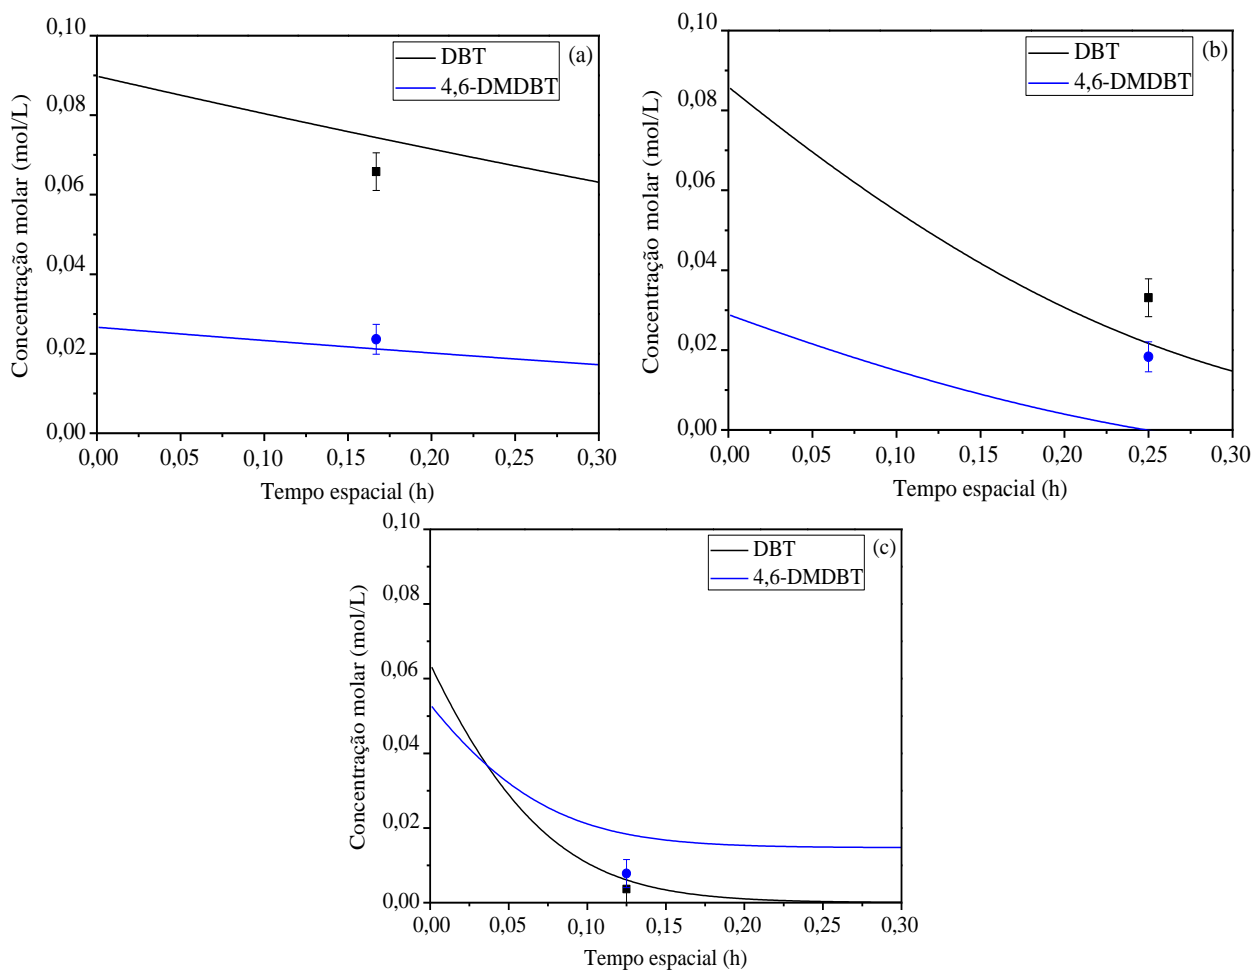 (a)
DBT
4,6-DMDBT
0,10
0,08
0,06
0,04
0,02
0,00
Concentração molar (mol/L)
0,00 0,05 0,10 0,15 0,20 0,25 0,30
Tempo espacial (h)
(b)
DBT
4,6-DMDBT
0,10
0,08
0,06
0,04
0,02
0,00
Concentração molar (mol/L)
0,00 0,05 0,10 0,15 0,20 0,25 0,30
Tempo espacial (h)
(c)
DBT
4,6-DMDBT
0,10
0,08
0,06
0,04
0,02
0,00
Concentração molar (mol/L)
0,00 0,05 0,10 0,15 0,20 0,25 0,30
Tempo espacial (h)